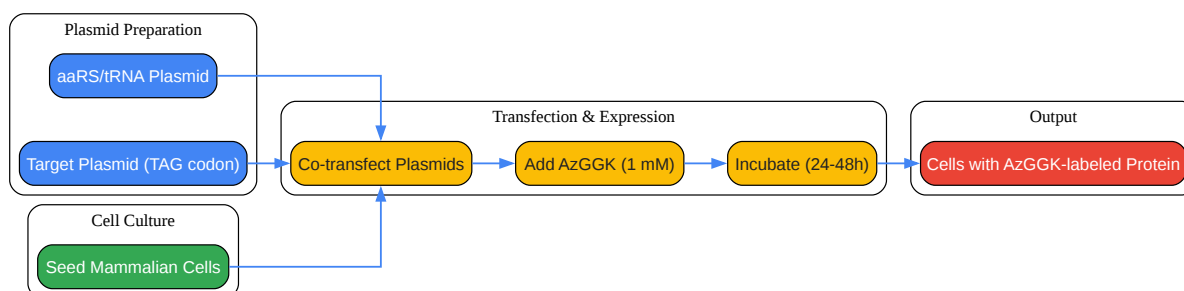 Plasmid Preparation
aaRS/tRNA Plasmid
Target Plasmid (TAG codon)
Cell Culture
Seed Mammalian Cells
Transfection & Expression
Co-transfect Plasmids
Add AzGGK (1 mM)
Incubate (24-48h)
Output
Cells with AzGGK-labeled Protein